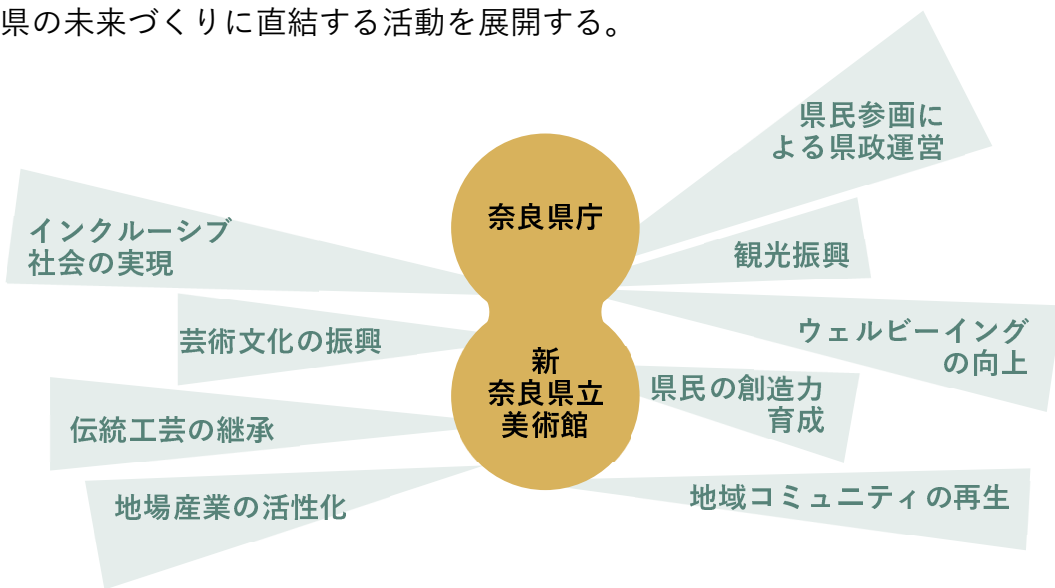 県の未来づくりに直結する活動を展開する。
県民参画に
よる県政運営
奈良県庁
インクルーシブ
社会の実現
観光振興
芸術文化の振興
ウェルビーイング
の向上
新
奈良県立
美術館
県民の創造力
育成
伝統工芸の継承
地域コミュニティの再生
地場産業の活性化